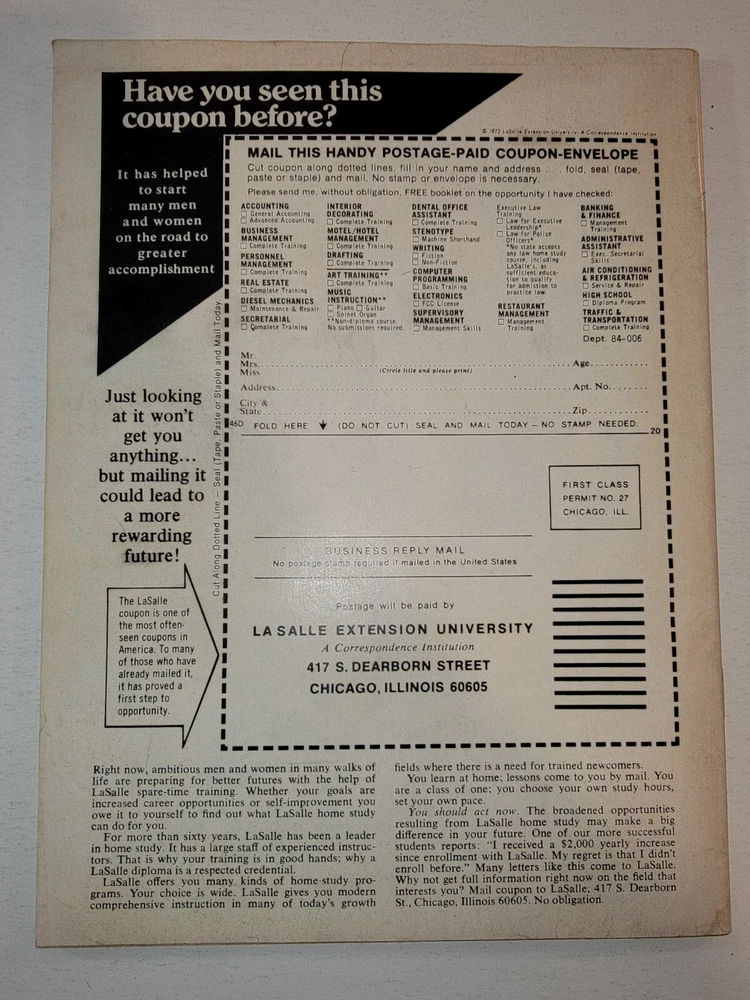 Have you seen this
coupon before?
© 1973 LaSalle Extension University A Correspondence Institution
It has helped
to start
many men
and women
on the road to
greater
accomplishment
Just looking
at it won't
get you
anything...
but mailing it
could lead to
a more
rewarding
future!
The LaSalle
coupon is one of
the most often-
seen coupons in
America. To many
of those who have
already mailed it,
it has proved a
first step to
opportunity.
Cut Along Dotted Line — Seal (Tape, Paste or Staple) and Mail Today.
MAIL THIS HANDY POSTAGE-PAID COUPON-ENVELOPE
Cut coupon along dotted lines, fill in your name and address . . . . fold, seal (tape,
paste or staple) and mail. No stamp or envelope is necessary.
Please send me, without obligation, FREE booklet on the opportunity I have checked:
ACCOUNTING
General Accounting
Advanced Accounting
BUSINESS
MANAGEMENT
Complete Training
PERSONNEL
MANAGEMENT
Complete Training
REAL ESTATE
Complete Training
DIESEL MECHANICS
Maintenance & Repair
SECRETARIAL
Complete Training
INTERIOR
DECORATING
Complete Training
MOTEL/HOTEL
MANAGEMENT
Complete Training
DRAFTING
Complete Training
ART TRAINING**
Complete Training
MUSIC
INSTRUCTION**
Piano Guitar
Spinet Organ
**Non-diploma course.
No submissions required.
DENTAL OFFICE
ASSISTANT
Complete Training
STENOTYPE
Machine Shorthand
WRITING
Fiction
Non-Fiction
COMPUTER
PROGRAMMING
Basic Training
ELECTRONICS
FCC License
SUPERVISORY
MANAGEMENT
Management Skills
Executive Law
Training
Law for Executive
Leadership*
Law for Police
Officers*
*No state accepts
any law home study
course, including
LaSalle's, as
sufficient educa-
tion to qualify
for admission to
practice law.
RESTAURANT
MANAGEMENT
Management
Training
BANKING
& FINANCE
Management
Training
ADMINISTRATIVE
ASSISTANT
Exec. Secretarial
Skills
AIR CONDITIONING
& REFRIGERATION
Service & Repair
HIGH SCHOOL
Diploma Program
TRAFFIC &
TRANSPORTATION
Complete Training
Dept. 84-006
Mr.
Mrs. Age
Miss (Circle title and please print)
Address Apt. No.
City &
State Zip
46D FOLD HERE (DO NOT CUT) SEAL AND MAIL TODAY — NO STAMP NEEDED. 20
FIRST CLASS
PERMIT NO. 27
CHICAGO, ILL.
BUSINESS REPLY MAIL
No postage stamp required if mailed in the United States
Postage will be paid by
LA SALLE EXTENSION UNIVERSITY
A Correspondence Institution
417 S. DEARBORN STREET
CHICAGO, ILLINOIS 60605
Right now, ambitious men and women in many walks of
life are preparing for better futures with the help of
LaSalle spare-time training. Whether your goals are
increased career opportunities or self-improvement you
owe it to yourself to find out what LaSalle home study
can do for you.
For more than sixty years, LaSalle has been a leader
in home study. It has a large staff of experienced instruc-
tors. That is why your training is in good hands; why a
LaSalle diploma is a respected credential.
LaSalle offers you many kinds of home-study pro-
grams. Your choice is wide. LaSalle gives you modern
comprehensive instruction in many of today's growth
fields where there is a need for trained newcomers.
You learn at home; lessons come to you by mail. You
are a class of one; you choose your own study hours,
set your own pace.
You should act now. The broadened opportunities
resulting from LaSalle home study may make a big
difference in your future. One of our more successful
students reports: "I received a $2,000 yearly increase
since enrollment with LaSalle. My regret is that I didn't
enroll before." Many letters like this come to LaSalle.
Why not get full information right now on the field that
interests you? Mail coupon to LaSalle, 417 S. Dearborn
St., Chicago, Illinois 60605. No obligation.